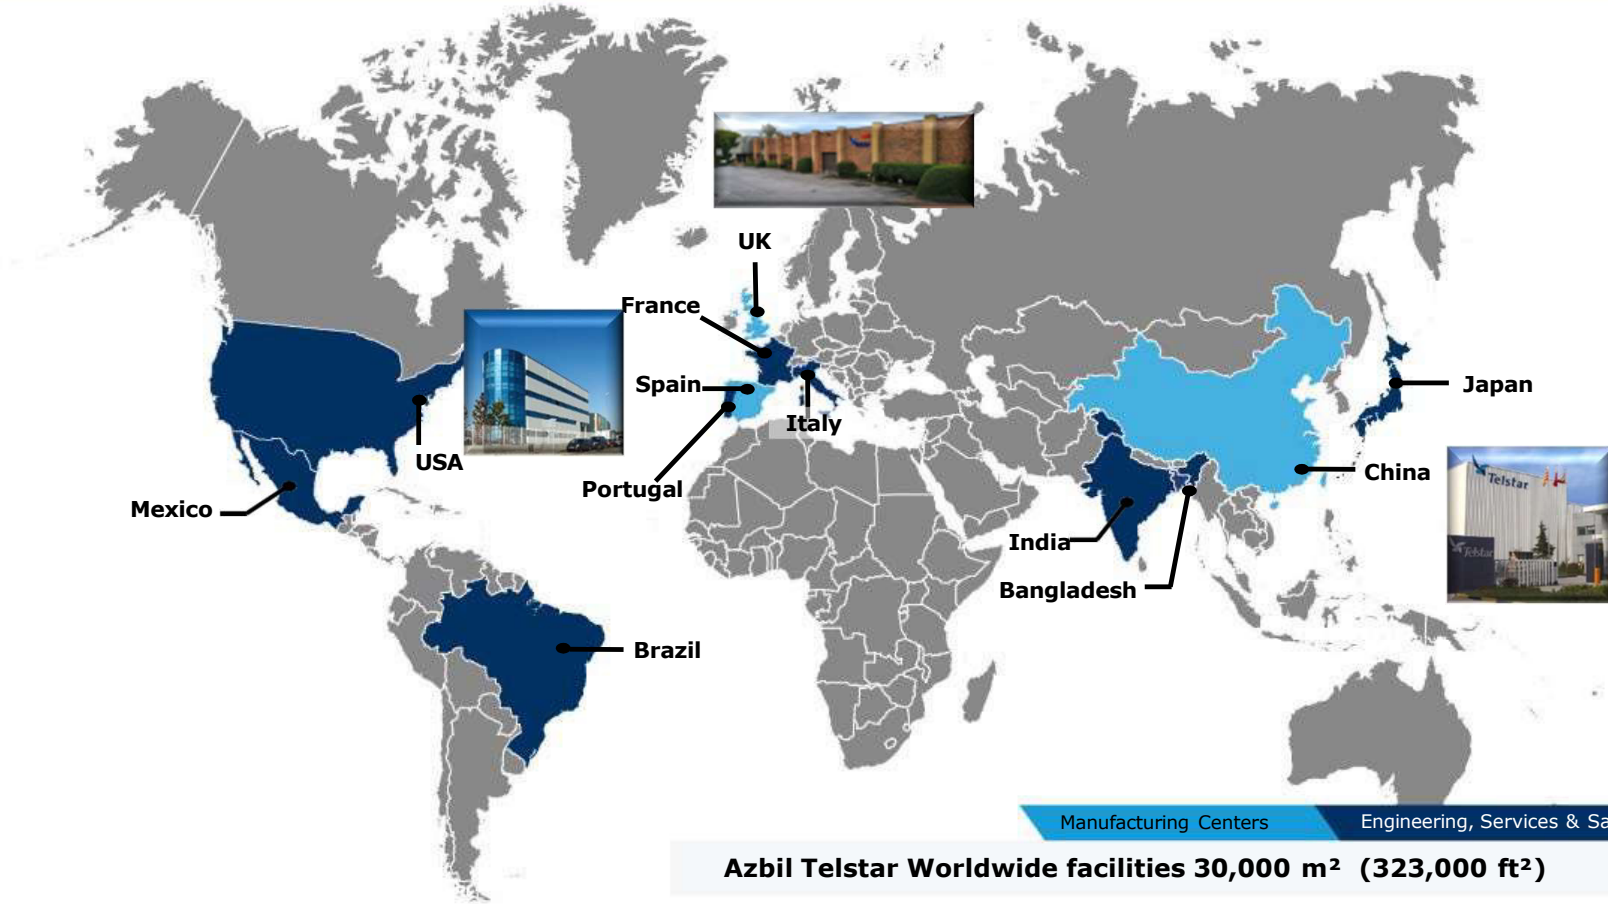 UK
France
Spain
Italy
Japan
USA
China
Telstar
Portugal
Mexico
India
Telstar
Bangladesh
Brazil
Manufacturing Centers
Engineering, Services & Sa
Azbil Telstar Worldwide facilities 30,000 m² (323,000 ft²)